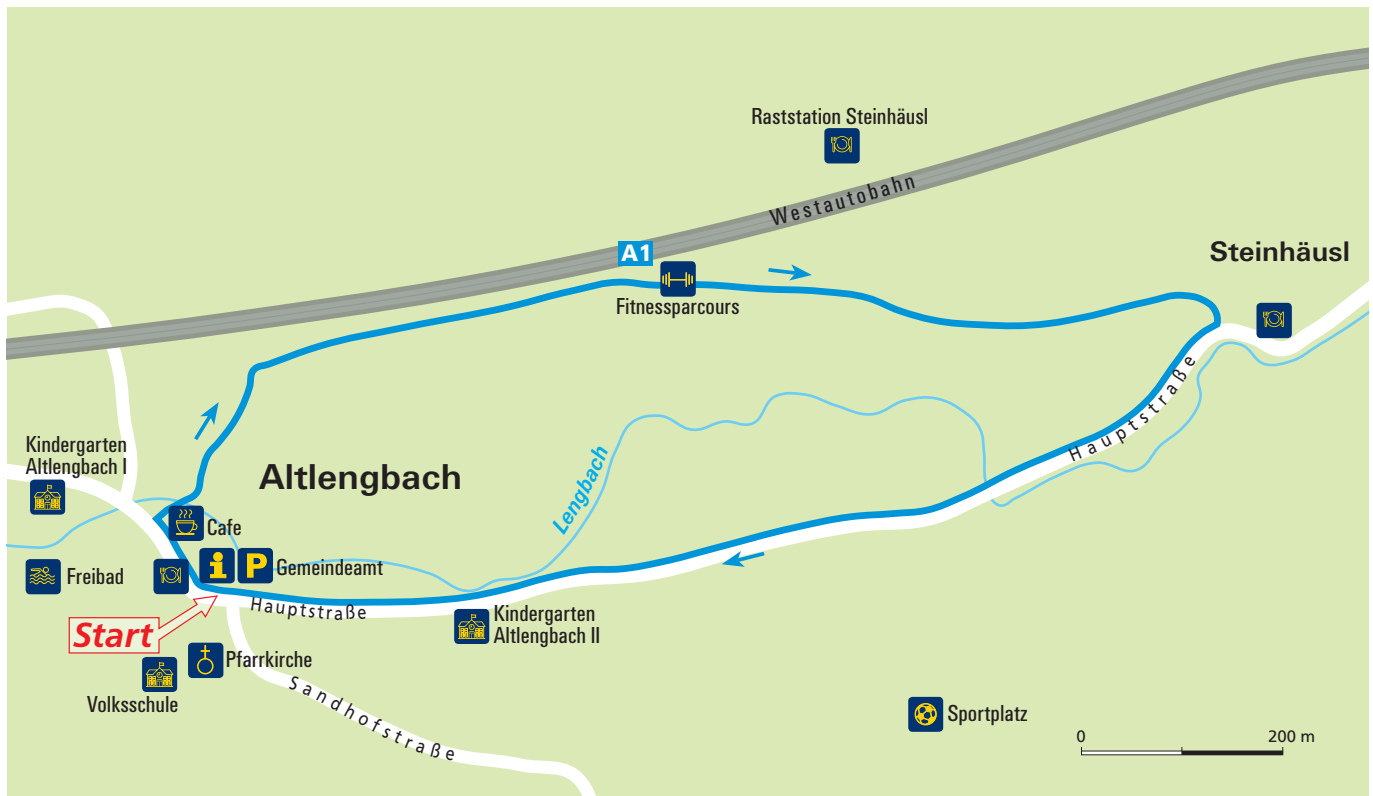 Raststation Steinhäusl
Westautobahn
A1
Steinhäusl
Fitnessparcours
Hauptstraße
Kindergarten
Altlengbach I
Altlengbach
Lengbach
Cafe
i
P
Gemeindeamt
Freibad
Hauptstraße
Start
Kindergarten
Altlengbach II
Pfarrkirche
Volksschule
Sandhofstraße
Sportplatz
0
200 m